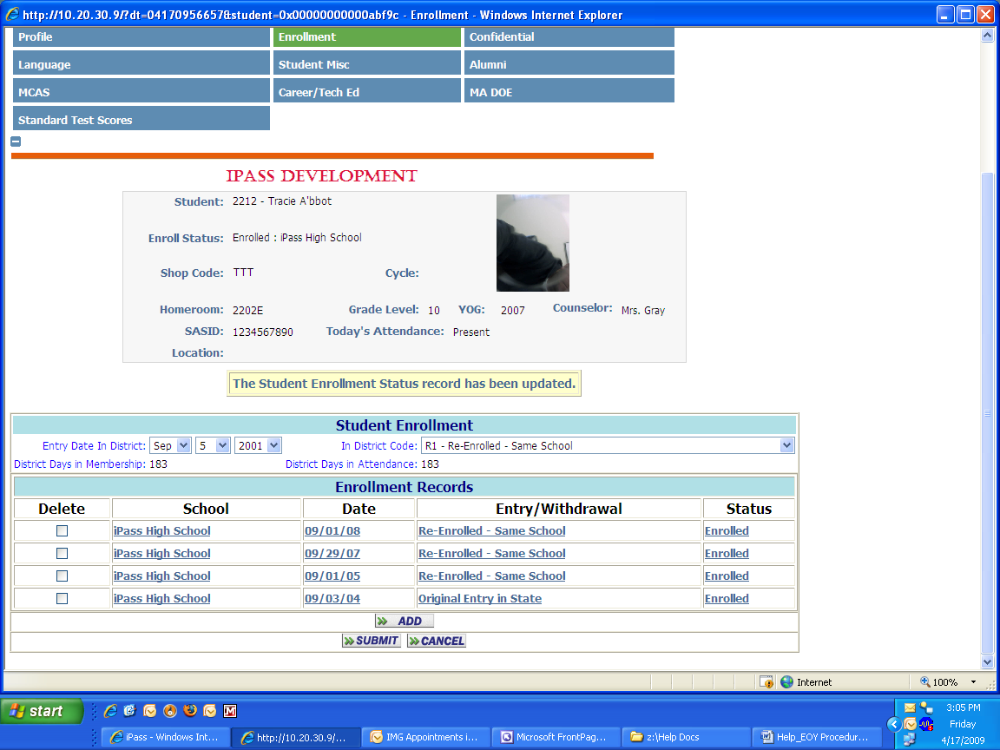 http://10.20.30.9/?dt=04170956657&student=0x00000000000abf9c - Enrollment - Windows Internet Explorer
Profile Enrollment Confidential
Language Student Misc Alumni
MCAS Career/Tech Ed MA DOE
Standard Test Scores
IPASS DEVELOPMENT
Student: 2212 - Tracie A'bbot
Enroll Status: Enrolled : iPass High School
Shop Code: TTT Cycle:
Homeroom: 2202E Grade Level: 10 YOG: 2007 Counselor: Mrs. Gray
SASID: 1234567890 Today's Attendance: Present
Location:
The Student Enrollment Status record has been updated.
Student Enrollment
Entry Date In District: Sep 5 2001 In District Code: R1 - Re-Enrolled - Same School
District Days in Membership: 183 District Days in Attendance: 183
Enrollment Records
Delete School Date Entry/Withdrawal Status
iPass High School 09/01/08 Re-Enrolled - Same School Enrolled
iPass High School 09/29/07 Re-Enrolled - Same School Enrolled
iPass High School 09/01/05 Re-Enrolled - Same School Enrolled
iPass High School 09/03/04 Original Entry in State Enrolled
ADD
SUBMIT CANCEL
Internet 100%
start 3:05 PM
Friday
iPass - Windows Int... http://10.20.30.9/... IMG Appointments i... Microsoft FrontPag... z:\Help Docs Help_EOY Procedur... 4/17/2009